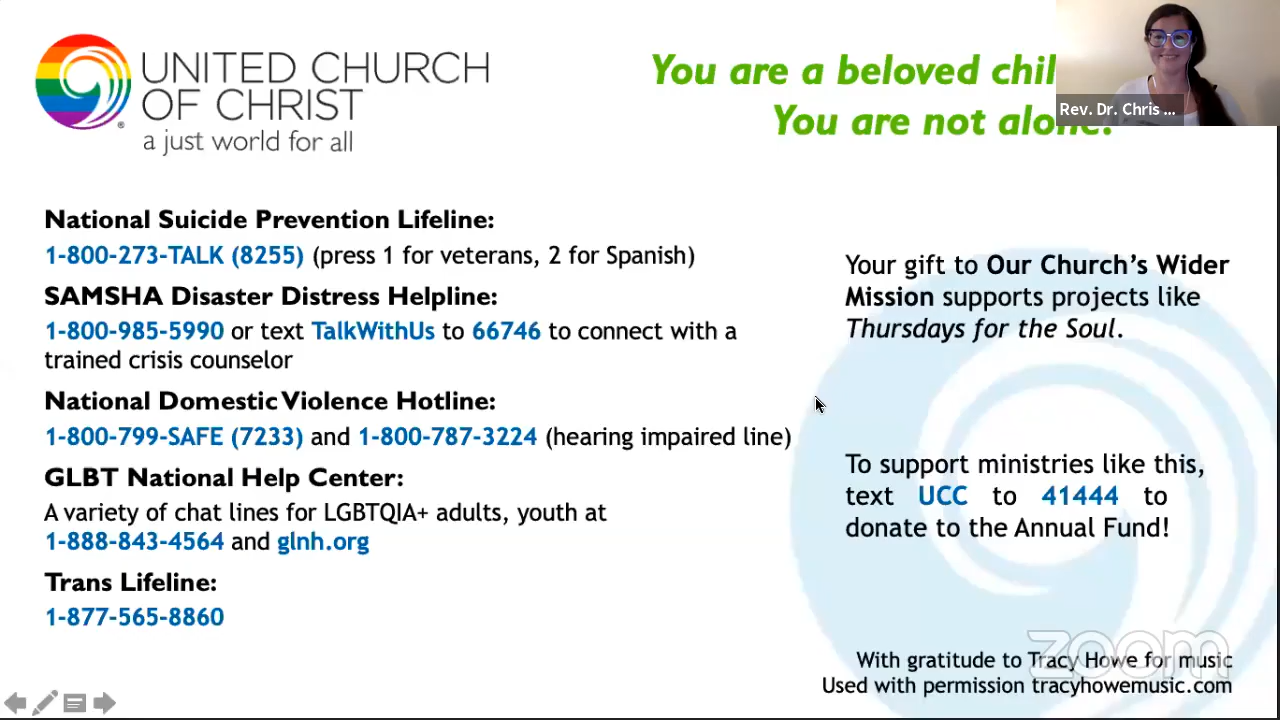 UNITED CHURCH
OF CHRIST
a just world for all
You are a beloved chil
You are not alone.
Rev. Dr. Chris ...
National Suicide Prevention Lifeline:
1-800-273-TALK (8255) (press 1 for veterans, 2 for Spanish)
SAMSHA Disaster Distress Helpline:
1-800-985-5990 or text TalkWithUs to 66746 to connect with a
trained crisis counselor
National Domestic Violence Hotline:
1-800-799-SAFE (7233) and 1-800-787-3224 (hearing impaired line)
GLBT National Help Center:
A variety of chat lines for LGBTQIA+ adults, youth at
1-888-843-4564 and glnh.org
Trans Lifeline:
1-877-565-8860
Your gift to Our Church's Wider
Mission supports projects like
Thursdays for the Soul.
To support ministries like this,
text UCC to 41444 to
donate to the Annual Fund!
zoom
With gratitude to Tracy Howe for music
Used with permission tracyhowemusic.com